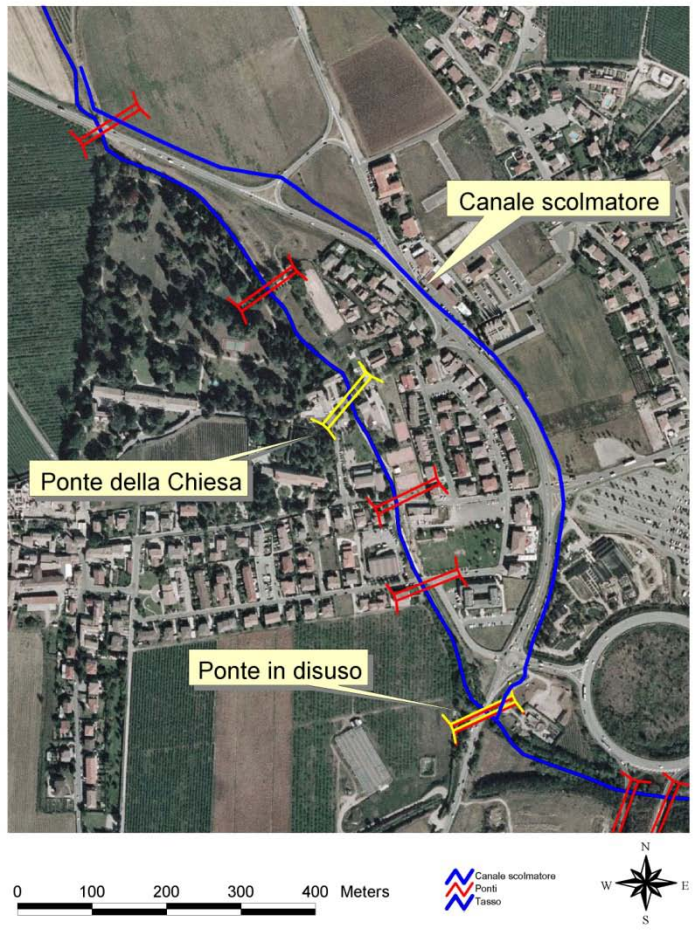 Canale scolmatore
Ponte della Chiesa
Ponte in disuso
0 100 200 300 400 Meters
Canale scolmatore
Ponti
Tasso
N
W E
S